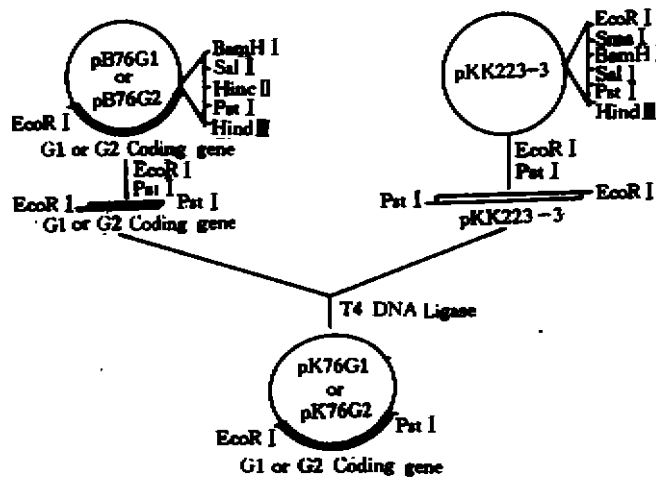 pB76G1
or
pB76G2
BamH I
Sal I
Hinc II
Pst I
Hind III
EcoR I
G1 or G2 Coding gene
EcoR I
Pst I
EcoR I
Pst I
G1 or G2 Coding gene
pKK223-3
EcoR I
Sma I
BamH I
Sal I
Pst I
Hind III
EcoR I
Pst I
Pst I
EcoR I
pKK223-3
T4 DNA Ligase
pK76G1
or
pK76G2
EcoR I
Pst I
G1 or G2 Coding gene